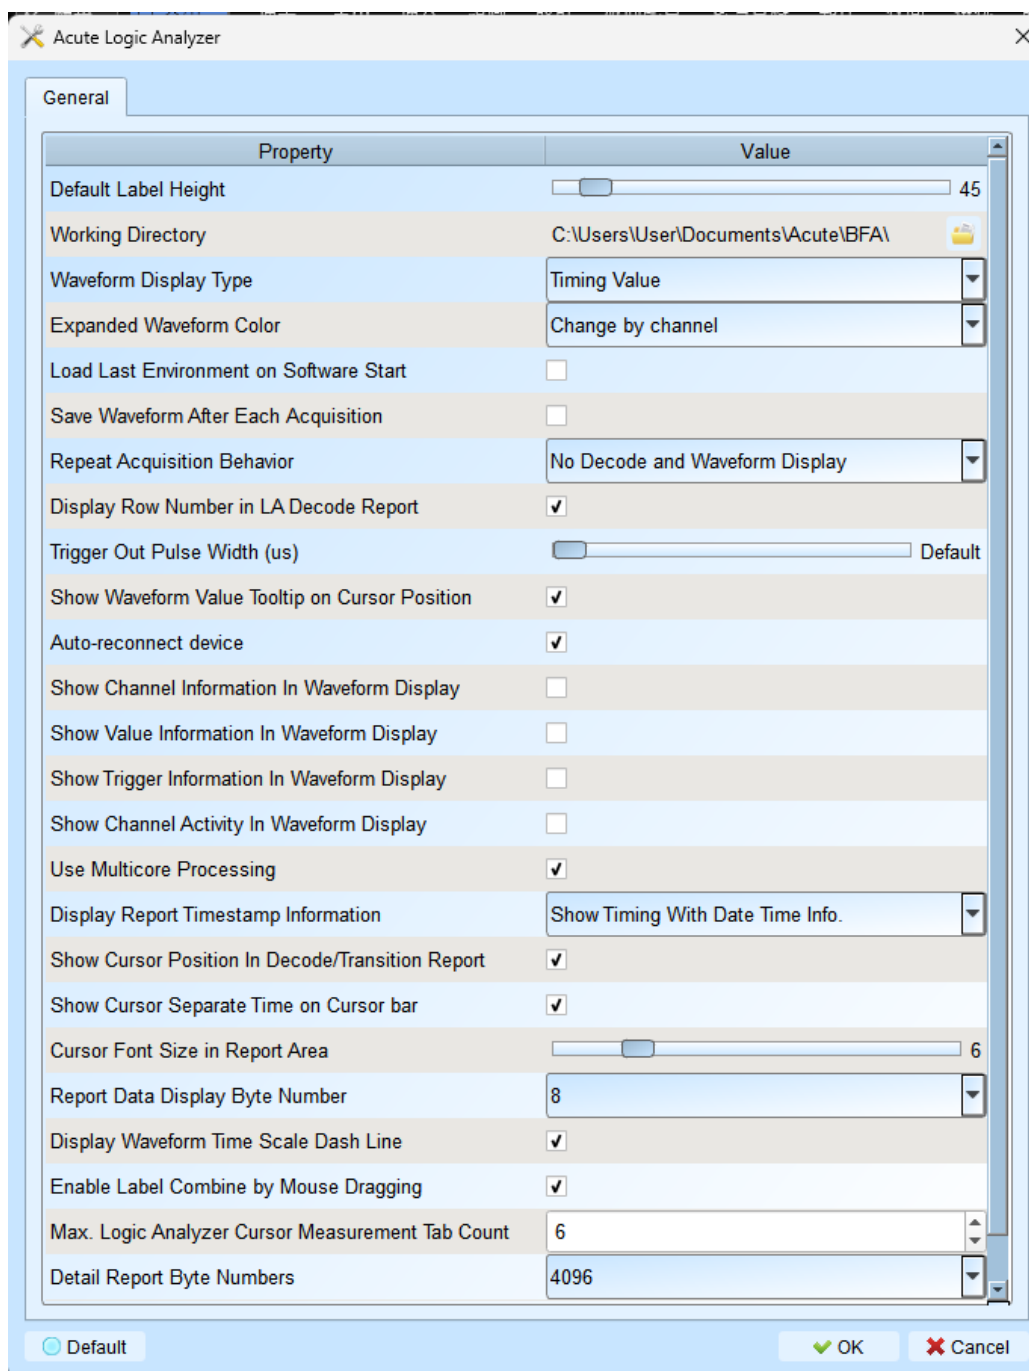 Acute Logic Analyzer
General
Property Value
Default Label Height 45
Working Directory C:\Users\User\Documents\Acute\BFA\
Waveform Display Type Timing Value
Expanded Waveform Color Change by channel
Load Last Environment on Software Start
Save Waveform After Each Acquisition
Repeat Acquisition Behavior No Decode and Waveform Display
Display Row Number in LA Decode Report
Trigger Out Pulse Width (us) Default
Show Waveform Value Tooltip on Cursor Position
Auto-reconnect device
Show Channel Information In Waveform Display
Show Value Information In Waveform Display
Show Trigger Information In Waveform Display
Show Channel Activity In Waveform Display
Use Multicore Processing
Display Report Timestamp Information Show Timing With Date Time Info.
Show Cursor Position In Decode/Transition Report
Show Cursor Separate Time on Cursor bar
Cursor Font Size in Report Area 6
Report Data Display Byte Number 8
Display Waveform Time Scale Dash Line
Enable Label Combine by Mouse Dragging
Max. Logic Analyzer Cursor Measurement Tab Count 6
Detail Report Byte Numbers 4096
Default OK Cancel